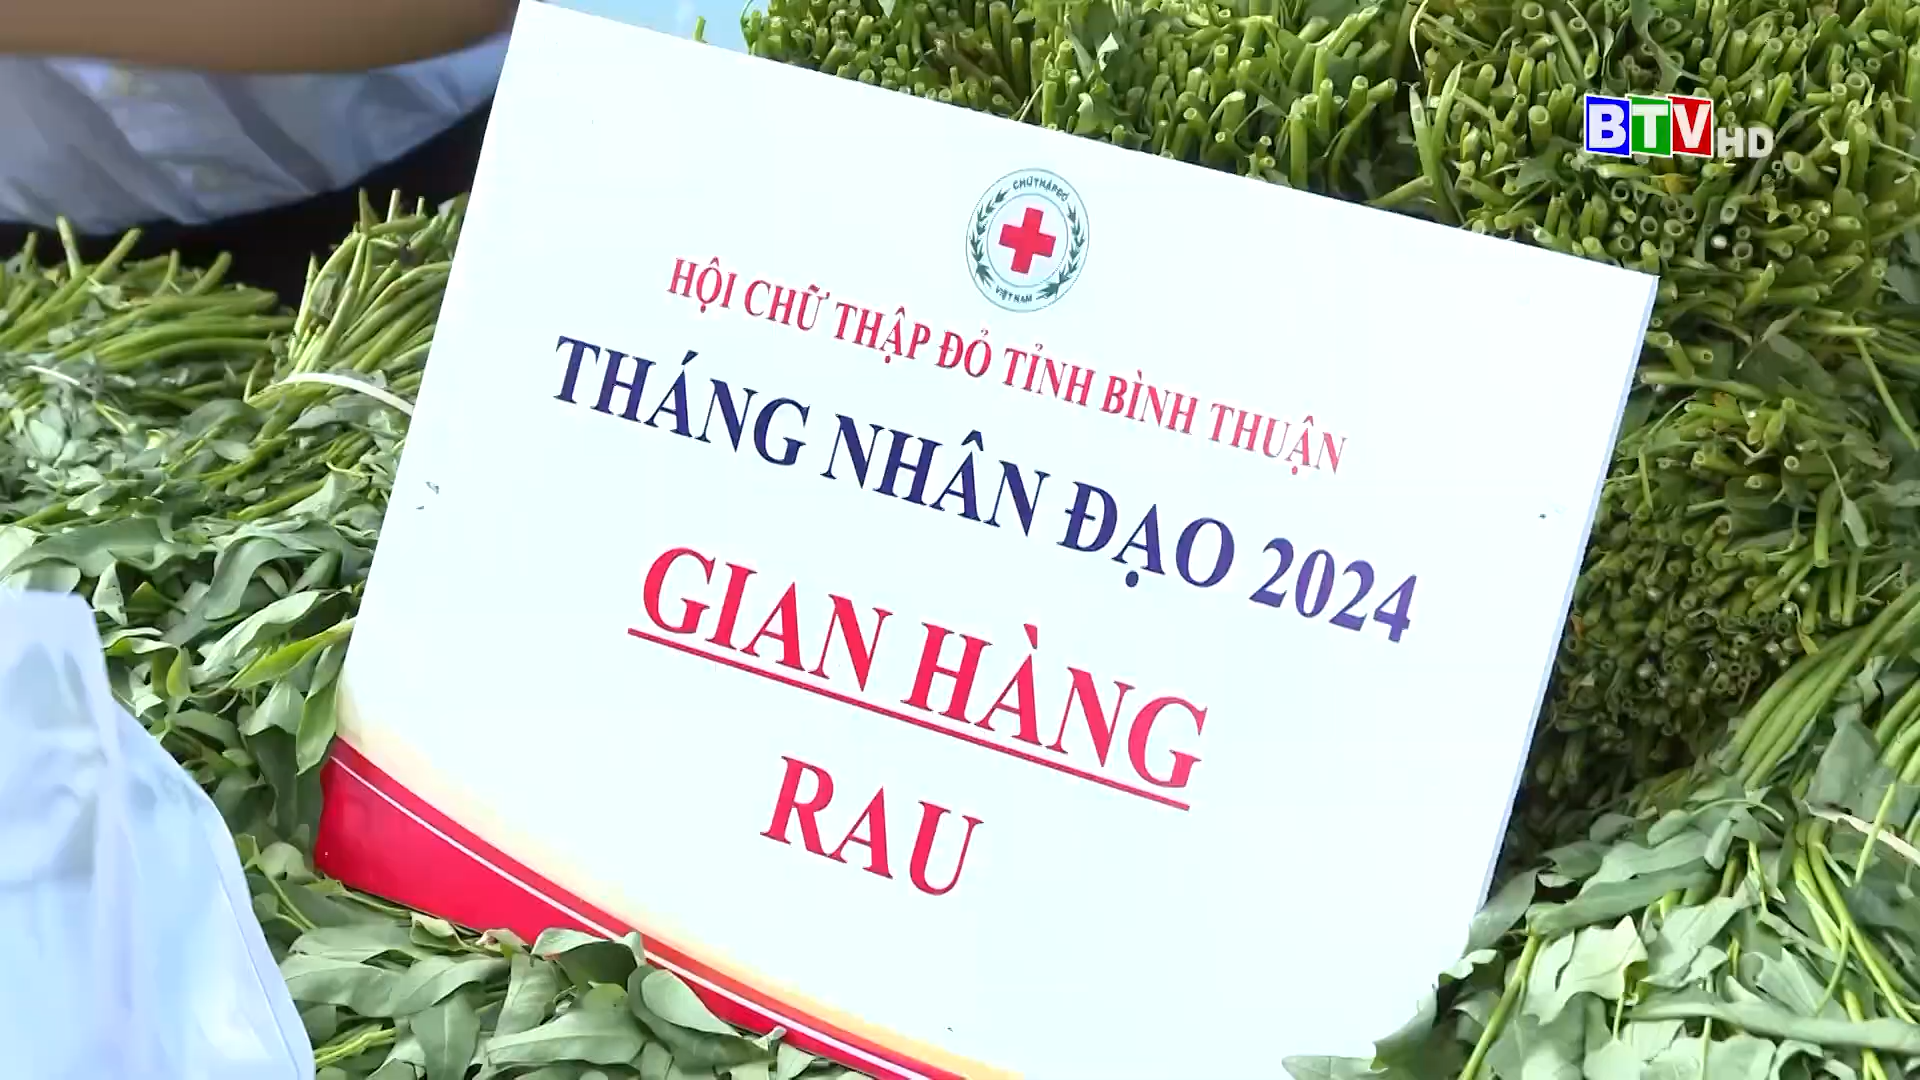 BTV HD
CHỮ THẬP ĐỎ
VIỆT NAM
HỘI CHỮ THẬP ĐỎ TỈNH BÌNH THUẬN
THÁNG NHÂN ĐẠO 2024
GIAN HÀNG
RAU